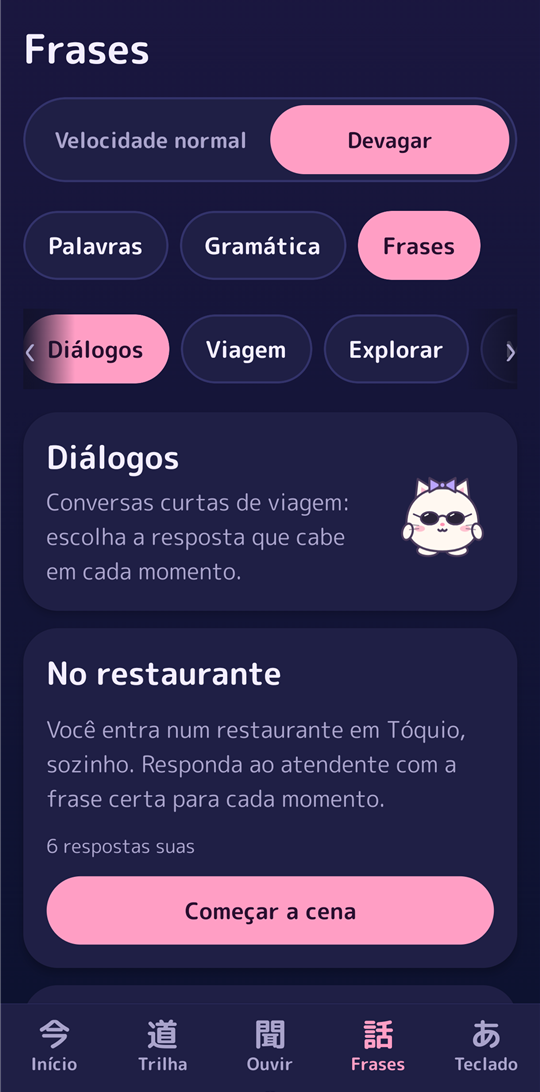 Frases
Velocidade normal
Devagar
Palavras
Gramática
Frases
‹ Diálogos
Viagem
Explorar
›
Diálogos
Conversas curtas de viagem:
escolha a resposta que cabe
em cada momento.
No restaurante
Você entra num restaurante em Tóquio,
sozinho. Responda ao atendente com a
frase certa para cada momento.
6 respostas suas
Começar a cena
今
道
聞
話
あ
Início
Trilha
Ouvir
Frases
Teclado